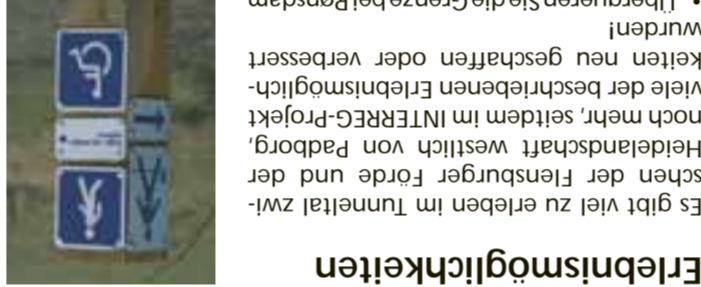 Erlebnismöglichkeiten
Es gibt viel zu erleben im Tunneltal zwi-
schen der Flensburger Förde und der
Heidelandschaft westlich von Padborg,
noch mehr, seitdem im INTERREG-Projekt
viele der beschriebenen Erlebnismöglich-
keiten neu geschaffen oder verbessert
wurden!
• Überqueren Sie die Grenze bei Rønsdam